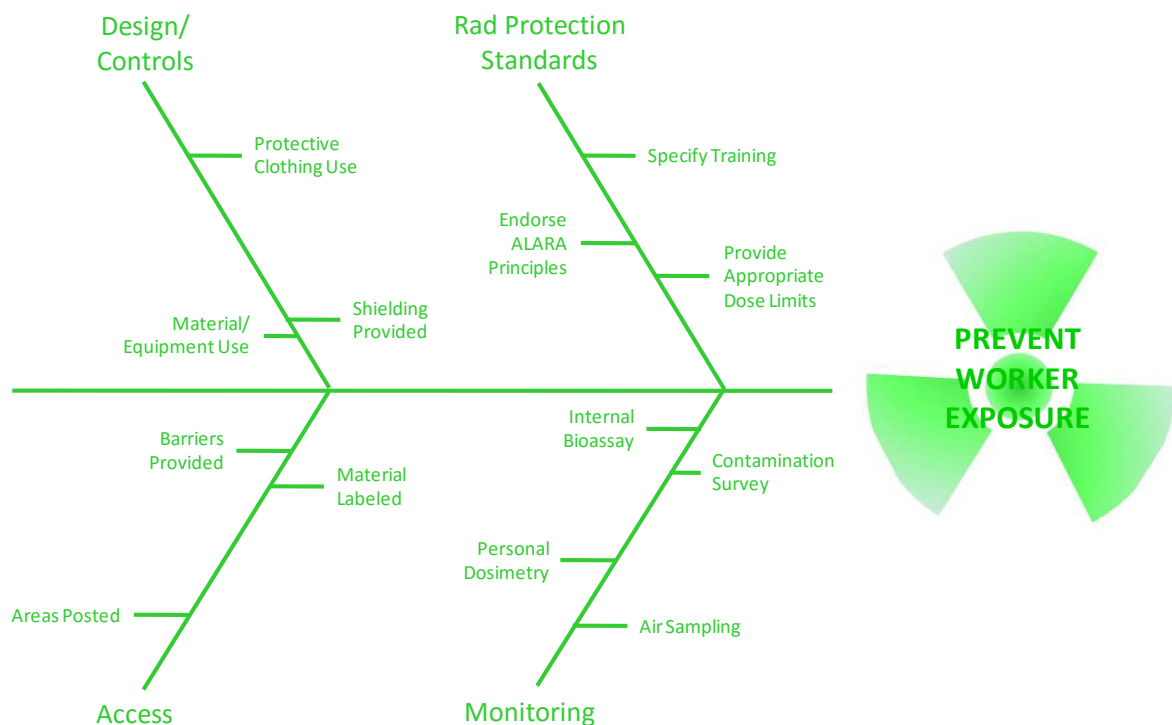 Design/
Controls
Rad Protection
Standards
Protective
Clothing Use
Specify Training
Endorse
ALARA
Principles
Provide
Appropriate
Dose Limits
Material/
Equipment Use
Shielding
Provided
PREVENT
WORKER
EXPOSURE
Barriers
Provided
Material
Labeled
Internal
Bioassay
Contamination
Survey
Personal
Dosimetry
Areas Posted
Air Sampling
Access
Monitoring